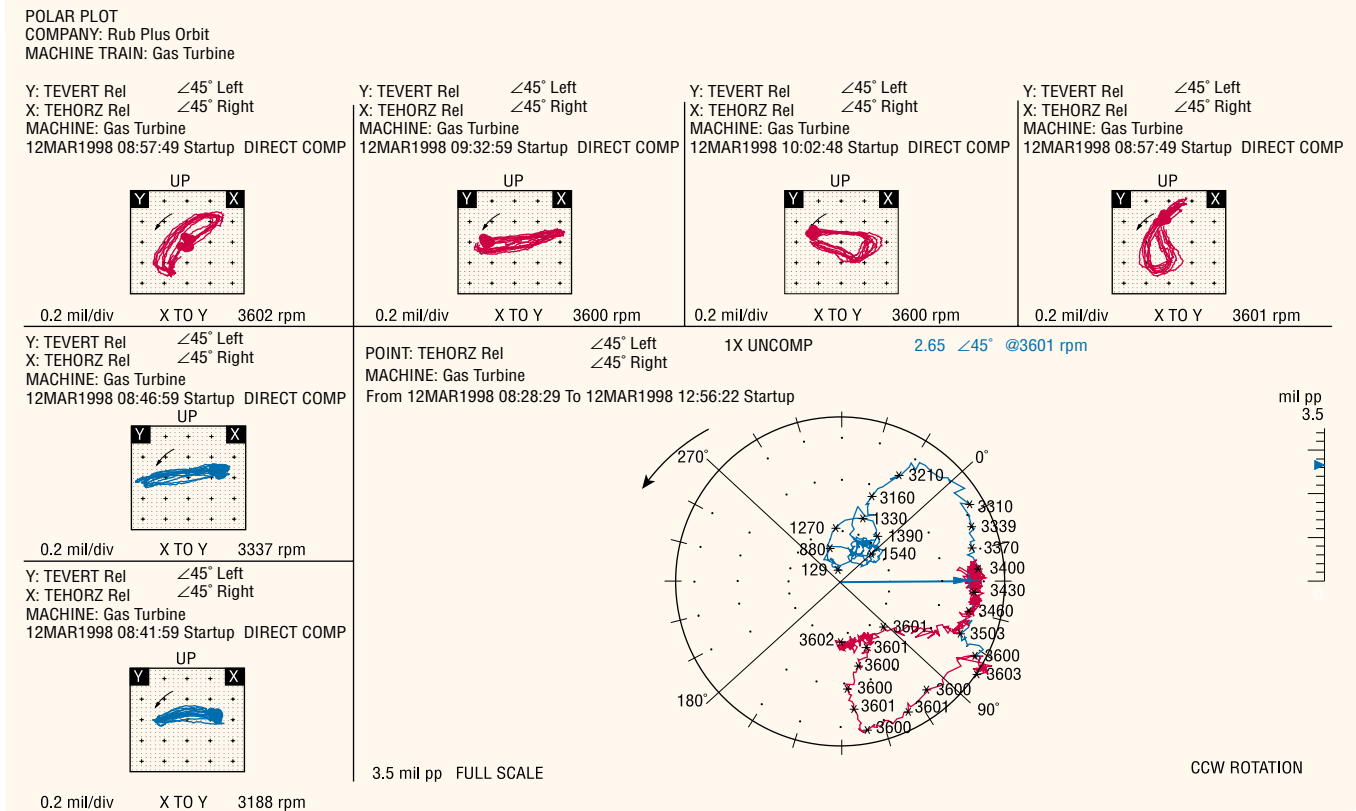 POLAR PLOT
COMPANY: Rub Plus Orbit
MACHINE TRAIN: Gas Turbine
Y: TEVERT Rel ∠45° Left
X: TEHORZ Rel ∠45° Right
MACHINE: Gas Turbine
12MAR1998 08:57:49 Startup DIRECT COMP
UP
Y X
0.2 mil/div X TO Y 3602 rpm
Y: TEVERT Rel ∠45° Left
X: TEHORZ Rel ∠45° Right
MACHINE: Gas Turbine
12MAR1998 09:32:59 Startup DIRECT COMP
UP
Y X
0.2 mil/div X TO Y 3600 rpm
Y: TEVERT Rel ∠45° Left
X: TEHORZ Rel ∠45° Right
MACHINE: Gas Turbine
12MAR1998 10:02:48 Startup DIRECT COMP
UP
Y X
0.2 mil/div X TO Y 3600 rpm
Y: TEVERT Rel ∠45° Left
X: TEHORZ Rel ∠45° Right
MACHINE: Gas Turbine
12MAR1998 08:57:49 Startup DIRECT COMP
UP
Y X
0.2 mil/div X TO Y 3601 rpm
Y: TEVERT Rel ∠45° Left
X: TEHORZ Rel ∠45° Right
MACHINE: Gas Turbine
12MAR1998 08:46:59 Startup DIRECT COMP
UP
Y X
0.2 mil/div X TO Y 3337 rpm
Y: TEVERT Rel ∠45° Left
X: TEHORZ Rel ∠45° Right
MACHINE: Gas Turbine
12MAR1998 08:41:59 Startup DIRECT COMP
UP
Y X
0.2 mil/div X TO Y 3188 rpm
POINT: TEHORZ Rel ∠45° Left 1X UNCOMP 2.65 ∠45° @3601 rpm
∠45° Right
MACHINE: Gas Turbine
From 12MAR1998 08:28:29 To 12MAR1998 12:56:22 Startup
mil pp
3.5
270° 0°
3210
3160
3310
1330
1270
3339
1390
880
1540
3370
129
3400
3430
3460
3601
3503
3602
3601
3600
3600
3603
3600
3600
180°
3601
3601
90°
3600
3.5 mil pp FULL SCALE
CCW ROTATION